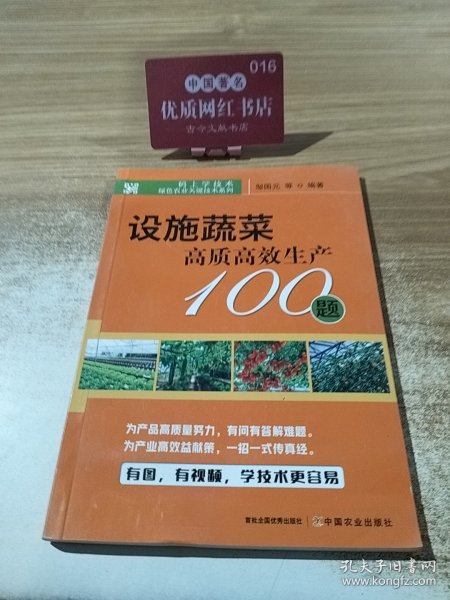 016
中国著名
优质网红书店
古今文献书店
码上学技术
绿色农业关键技术系列
邹国元 等 编著
设施蔬菜
高质高效生产
100题
为产品高质量努力，有问有答解难题。
为产业高效益献策，一招一式传真经。
有图，有视频，学技术更容易
首批全国优秀出版社
中国农业出版社
孔夫子旧书网
www.kongfz.com